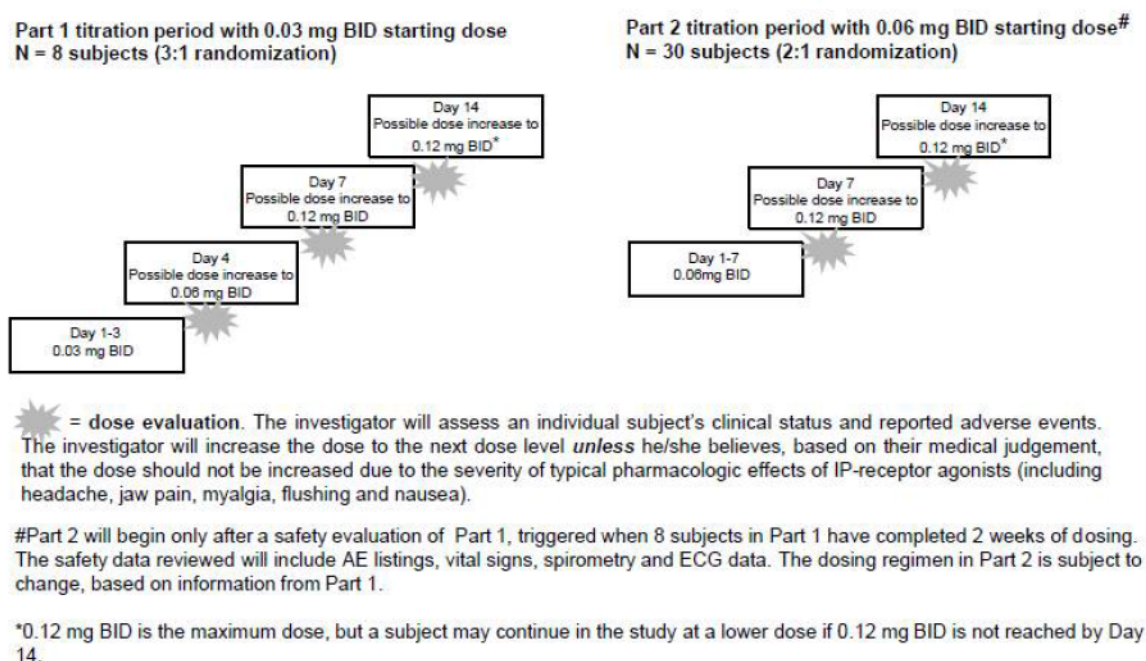 Part 1 titration period with 0.03 mg BID starting dose
N = 8 subjects (3:1 randomization)
Day 14
Possible dose increase to
0.12 mg BID*
Day 7
Possible dose increase to
0.12 mg BID
Day 4
Possible dose increase to
0.06 mg BID
Day 1-3
0.03 mg BID
Part 2 titration period with 0.06 mg BID starting dose#
N = 30 subjects (2:1 randomization)
Day 14
Possible dose increase to
0.12 mg BID*
Day 7
Possible dose increase to
0.12 mg BID
Day 1-7
0.06mg BID
= dose evaluation. The investigator will assess an individual subject's clinical status and reported adverse events.
The investigator will increase the dose to the next dose level unless he/she believes, based on their medical judgement,
that the dose should not be increased due to the severity of typical pharmacologic effects of IP-receptor agonists (including
headache, jaw pain, myalgia, flushing and nausea).
#Part 2 will begin only after a safety evaluation of Part 1, triggered when 8 subjects in Part 1 have completed 2 weeks of dosing.
The safety data reviewed will include AE listings, vital signs, spirometry and ECG data. The dosing regimen in Part 2 is subject to
change, based on information from Part 1.
*0.12 mg BID is the maximum dose, but a subject may continue in the study at a lower dose if 0.12 mg BID is not reached by Day
14.